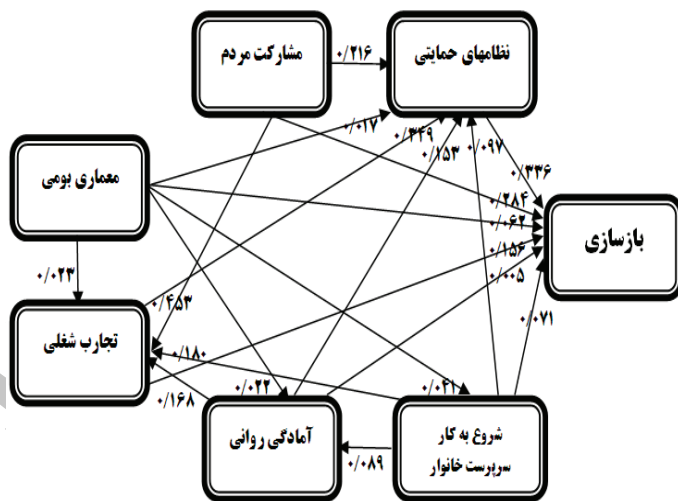 مشارکت مردم
۰/۲۱۶
نظامهای حمایتی
معماری بومی
۰/۰۱۷
۰/۳۴۹
۰/۱۵۳
۰/۰۹۷
۰/۳۳۶
۰/۲۸۴
۰/۰۶۲
۰/۱۵۶
۰/۰۰۵
بازسازی
۰/۰۲۳
۰/۴۵۳
۰/۰۷۱
تجارب شغلی
۰/۱۸۰
۰/۱۶۸
۰/۰۲۲
۰/۰۴۱
آمادگی روانی
۰/۰۸۹
شروع به کار
سرپرست خانوار